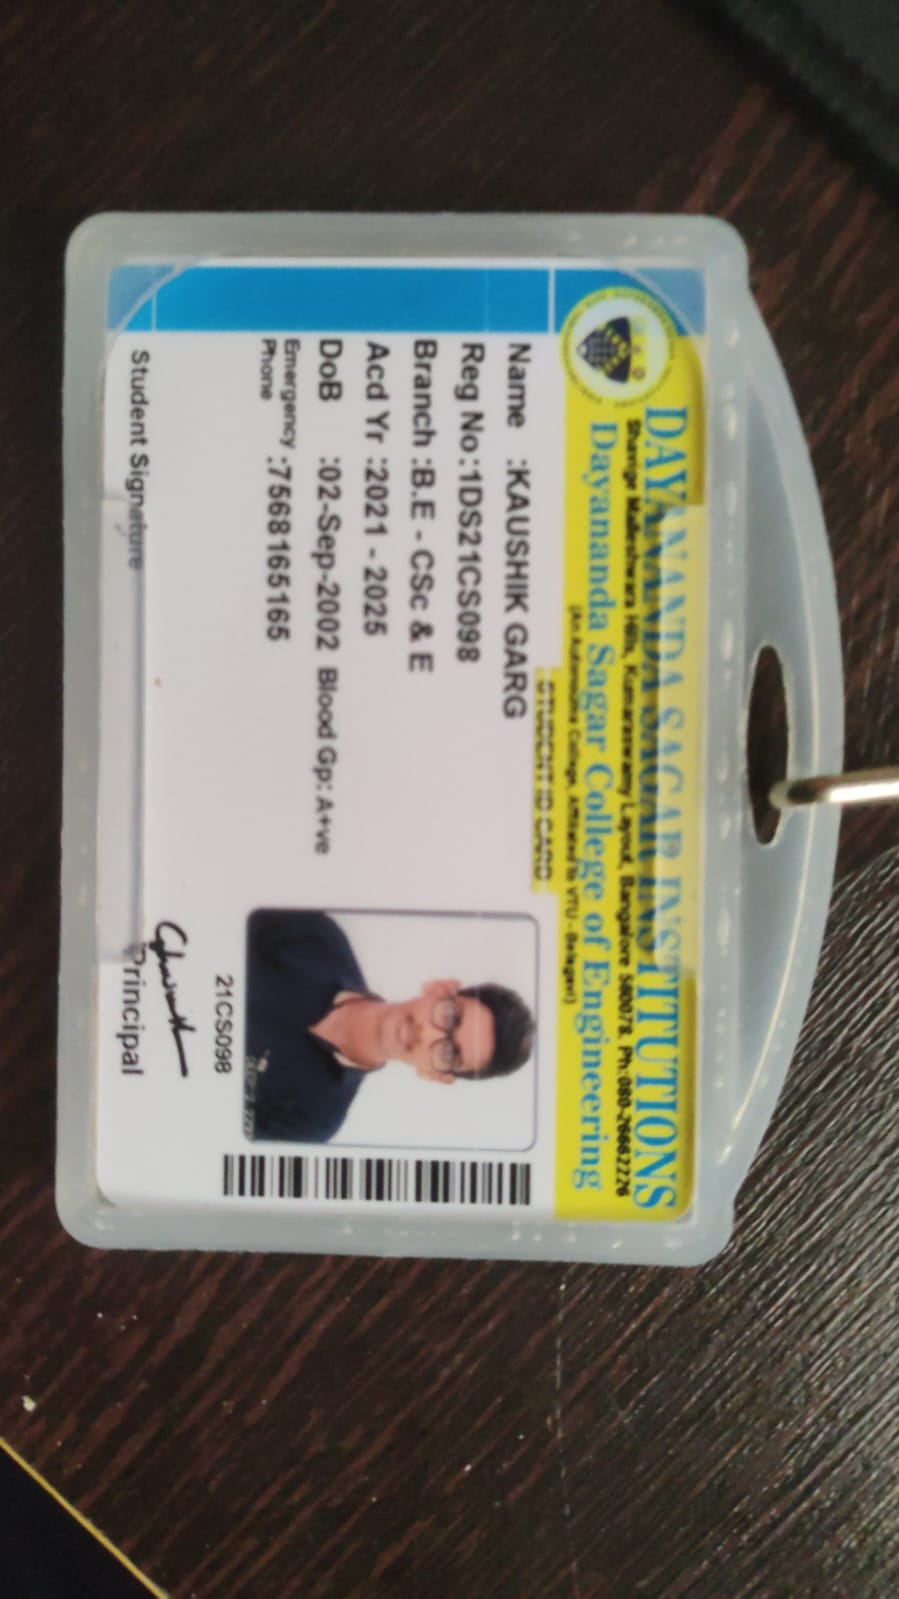 DAYANANDA SAGAR INSTITUTIONS
Shavige Malleshwara Hills, Kumaraswamy Layout, Bangalore 560078, Ph:080-26662226
Dayananda Sagar College of Engineering
(An Autonomous College, Affiliated to VTU - Belagavi)
STUDENT ID CARD
Name :KAUSHIK GARG
Reg No:1DS21CS098
Branch :B.E - CSc & E
Acd Yr :2021 - 2025
DoB :02-Sep-2002 Blood Gp: A+ve
Emergency Phone :7568165165
21CS098
Student Signature
Principal